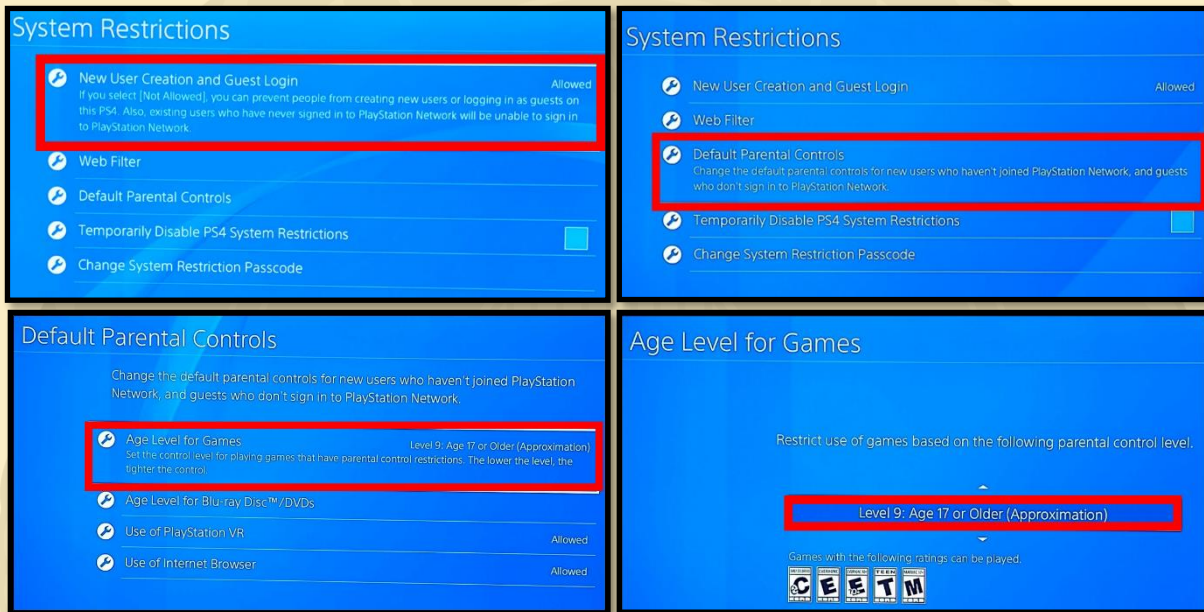 System Restrictions
New User Creation and Guest Login Allowed
If you select [Not Allowed], you can prevent people from creating new users or logging in as guests on
this PS4. Also, existing users who have never signed in to PlayStation Network will be unable to sign in
to PlayStation Network.
Web Filter
Default Parental Controls
Temporarily Disable PS4 System Restrictions
Change System Restriction Passcode
System Restrictions
New User Creation and Guest Login Allowed
Web Filter
Default Parental Controls
Change the default parental controls for new users who haven't joined PlayStation Network, and guests
who don't sign in to PlayStation Network.
Temporarily Disable PS4 System Restrictions
Change System Restriction Passcode
Default Parental Controls
Change the default parental controls for new users who haven't joined PlayStation
Network, and guests who don't sign in to PlayStation Network.
Age Level for Games Level 9: Age 17 or Older (Approximation)
Set the control level for playing games that have parental control restrictions. The lower the level, the
tighter the control.
Age Level for Blu-ray Disc™/DVDs
Use of PlayStation VR Allowed
Use of Internet Browser Allowed
Age Level for Games
Restrict use of games based on the following parental control level.
Level 9: Age 17 or Older (Approximation)
Games with the following ratings can be played.
TEEN
C E E T M